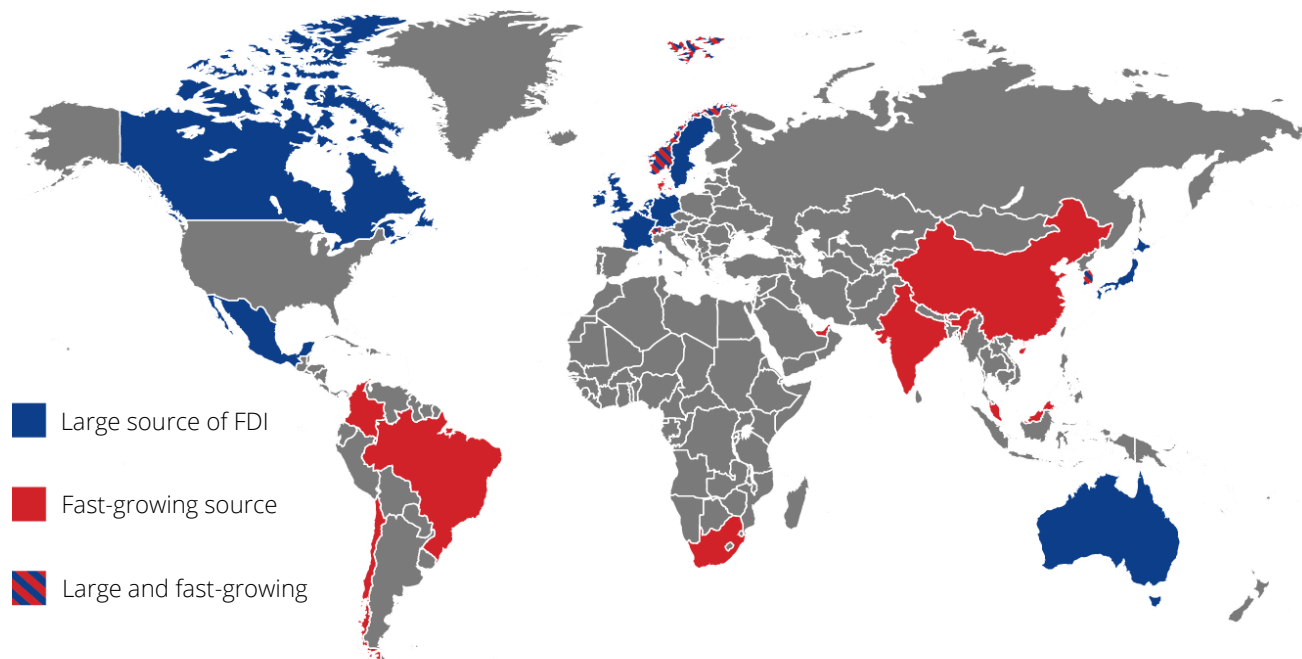 Large source of FDI
Fast-growing source
Large and fast-growing